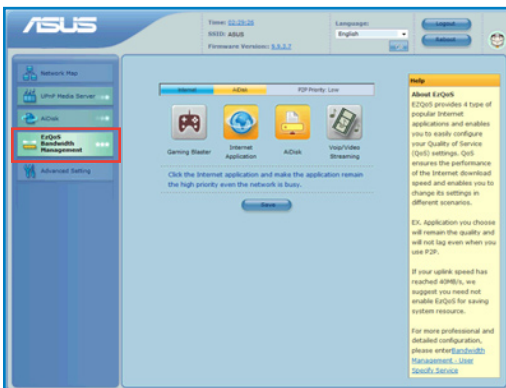 ASUS
Time: 02:29:26
SSID: ASUS
Firmware Version:
Language:
English
Logout
Reboot
Network Map
UPnP Media Server
AiDisk
EzQoS
Bandwidth
Management
Advanced Setting
Internet
AiDisk
P2P Priority: Low
Gaming Blaster
Internet
Application
AiDisk
Voip/Video
Streaming
Click the Internet application and make the application remain
the high priority even the network is busy.
Save
Help
About EzQoS
EZQoS provides 4 type of
popular Internet
applications and enables
you to easily configure
your Quality of Service
(QoS) settings. QoS
ensures the performance
of the Internet download
speed and enables you to
change its settings in
different scenarios.
EX. Application you choose
will remain the quality and
will not lag even when you
use P2P.
If your uplink speed has
reached 40MB/s, we
suggest you need not
enable EzQoS for saving
system resource.
For more professional and
detailed configuration,
please enterBandwidth
Management - User
Specify Service